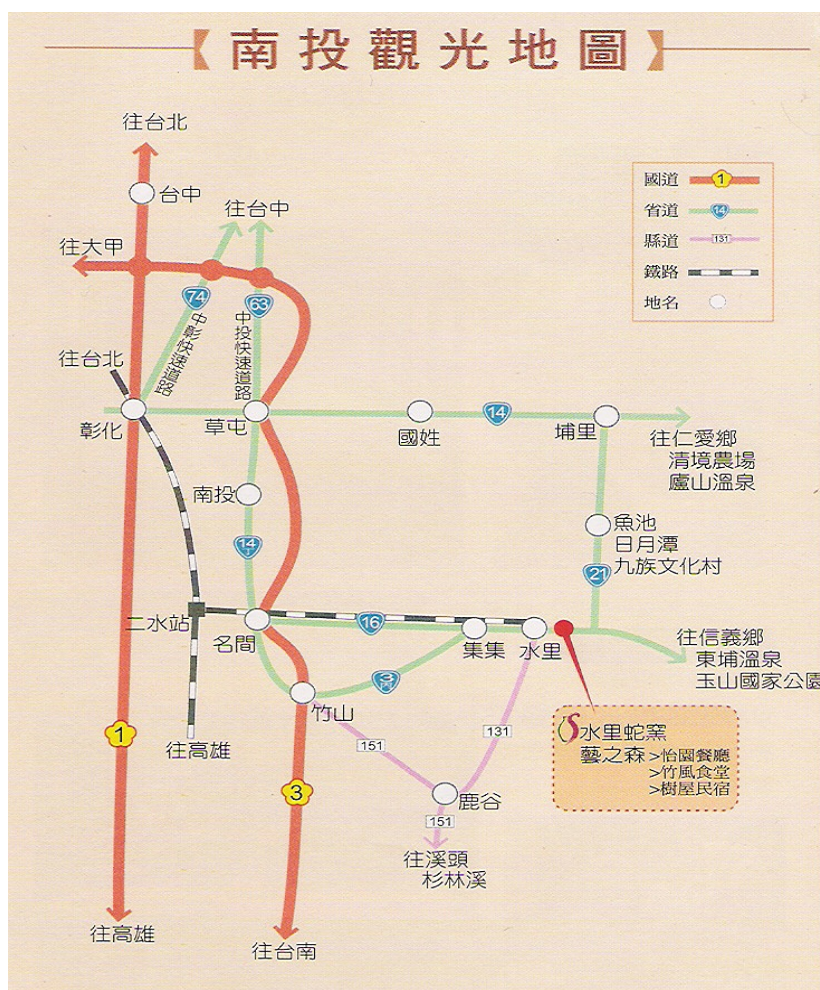 南投觀光地圖
往台北
台中
往台中
往大甲
國道 1
省道 14
縣道 131
鐵路
地名
74
63
中彰快速道路
中投快速道路
往台北
彰化
草屯
國姓
14
埔里
往仁愛鄉
清境農場
廬山溫泉
南投
14丁
魚池
日月潭
九族文化村
21
二水站
名間
16
集集
水里
往信義鄉
東埔溫泉
玉山國家公園
3丙
竹山
1
往高雄
151
131
水里蛇窯
藝之森 >怡園餐廳
>竹風食堂
>樹屋民宿
3
鹿谷
151
往溪頭
杉林溪
往高雄
往台南